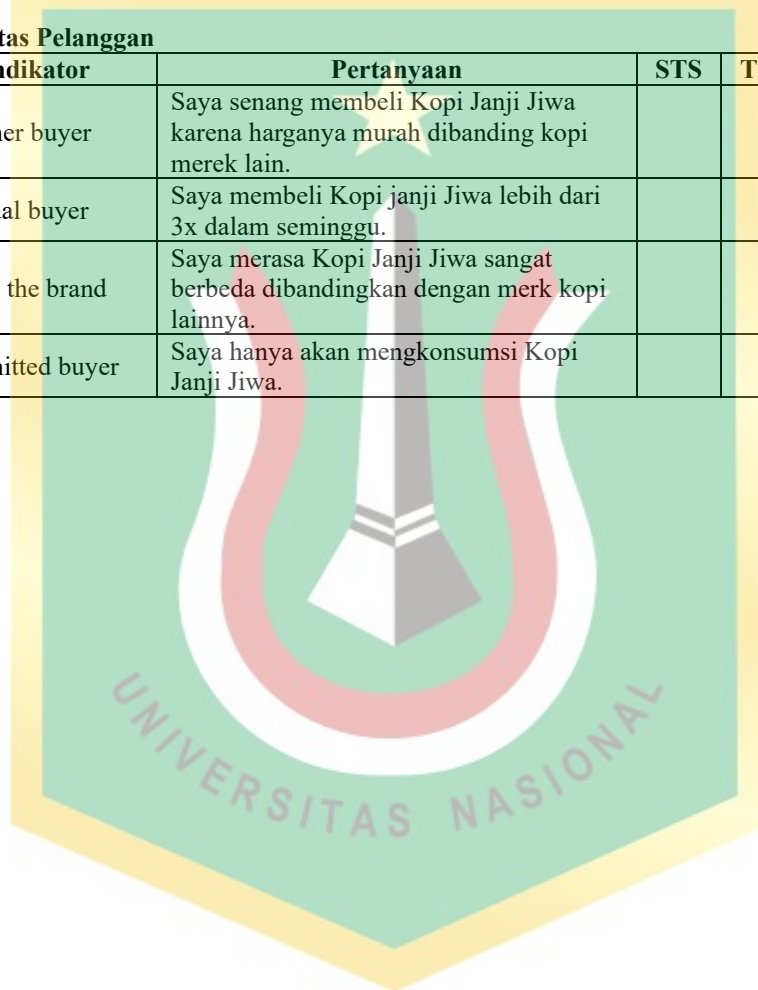 tas Pelanggan
ndikator Pertanyaan STS T
Saya senang membeli Kopi Janji Jiwa
er buyer karena harganya murah dibanding kopi
merek lain.
Saya membeli Kopi janji Jiwa lebih dari
al buyer 3x dalam seminggu.
Saya merasa Kopi Janji Jiwa sangat
the brand berbeda dibandingkan dengan merk kopi
lainnya.
Saya hanya akan mengkonsumsi Kopi
itted buyer Janji Jiwa.
UNIVERSITAS NASIONAL